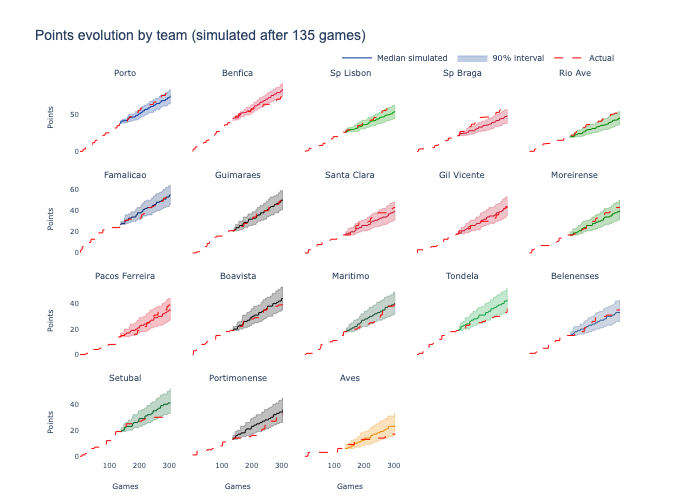 Points evolution by team (simulated after 135 games)
Median simulated 90% interval Actual
Porto Benfica Sp Lisbon Sp Braga Rio Ave
Points
50
0
Famalicao Guimaraes Santa Clara Gil Vicente Moreirense
Points
60
40
20
0
Pacos Ferreira Boavista Maritimo Tondela Belenenses
Points
40
20
0
Setubal Portimonense Aves
Points
40
20
0
100 200 300 100 200 300 100 200 300
Games Games Games